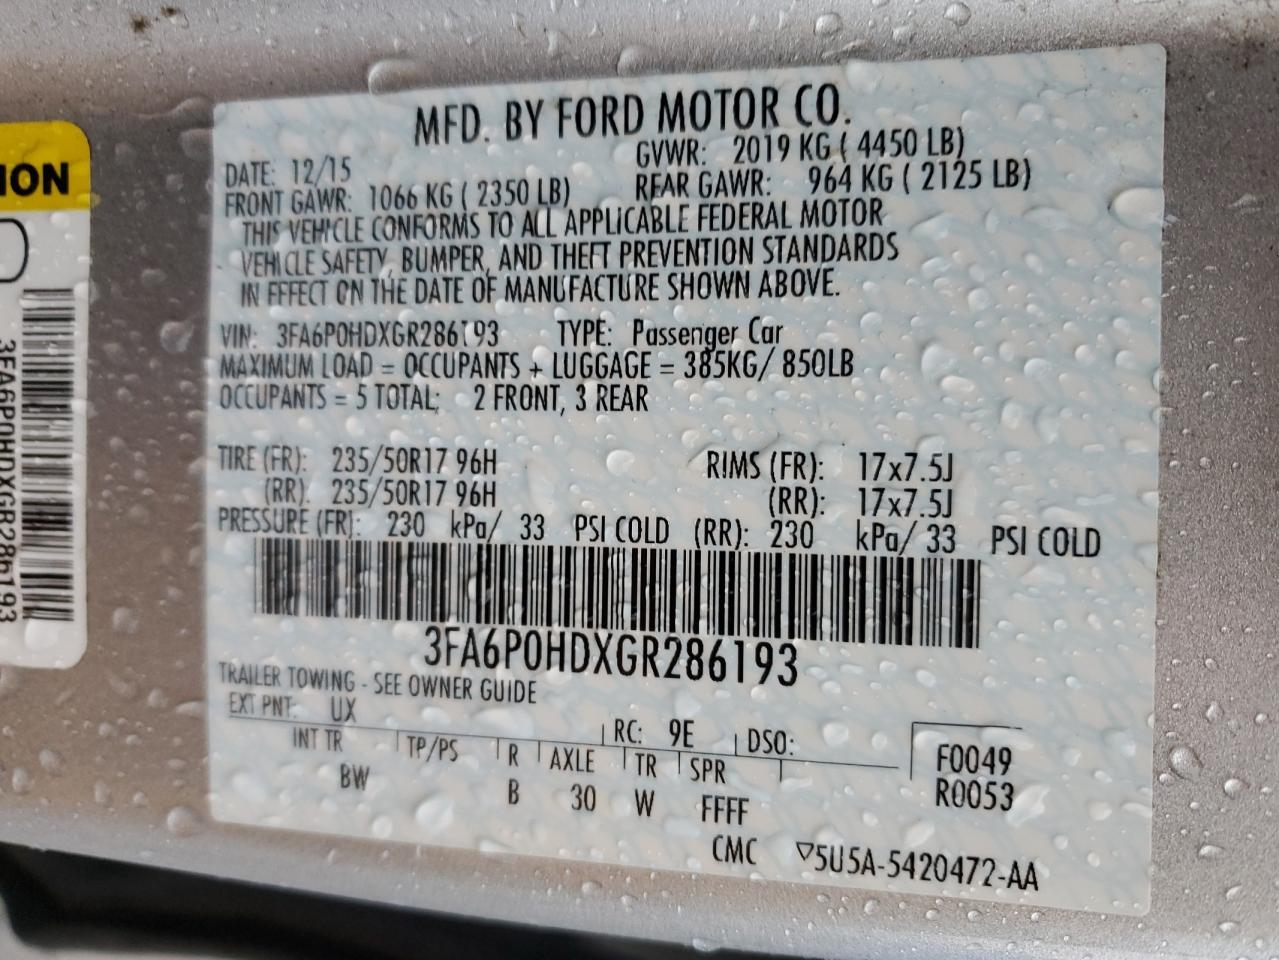 ION
3FA6P0HDXGR286193
MFD. BY FORD MOTOR CO.
DATE: 12/15 GVWR: 2019 KG ( 4450 LB)
FRONT GAWR: 1066 KG ( 2350 LB) REAR GAWR: 964 KG ( 2125 LB)
THIS VEHICLE CONFORMS TO ALL APPLICABLE FEDERAL MOTOR
VEHICLE SAFETY, BUMPER, AND THEFT PREVENTION STANDARDS
IN EFFECT ON THE DATE OF MANUFACTURE SHOWN ABOVE.
VIN: 3FA6P0HDXGR286193 TYPE: Passenger Car
MAXIMUM LOAD = OCCUPANTS + LUGGAGE = 385KG/ 850LB
OCCUPANTS = 5 TOTAL: 2 FRONT, 3 REAR
TIRE (FR): 235/50R17 96H RIMS (FR): 17x7.5J
(RR): 235/50R17 96H (RR): 17x7.5J
PRESSURE (FR): 230 kPa/ 33 PSI COLD (RR): 230 kPa/ 33 PSI COLD
3FA6P0HDXGR286193
TRAILER TOWING - SEE OWNER GUIDE
EXT PNT: UX RC: 9E DSO: F0049
INT TR TP/PS R AXLE TR SPR R0053
BW B 30 W FFFF
CMC ▽5U5A-5420472-AA